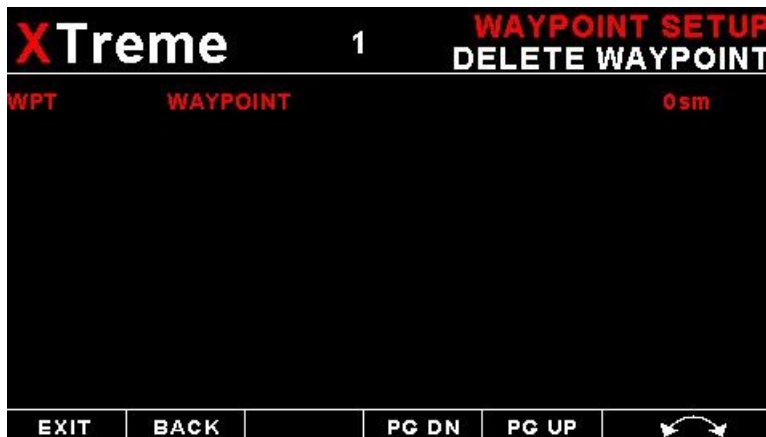 XTreme 1 WAYPOINT SETUP
DELETE WAYPOINT
WPT WAYPOINT 0sm
EXIT BACK PG DN PG UP